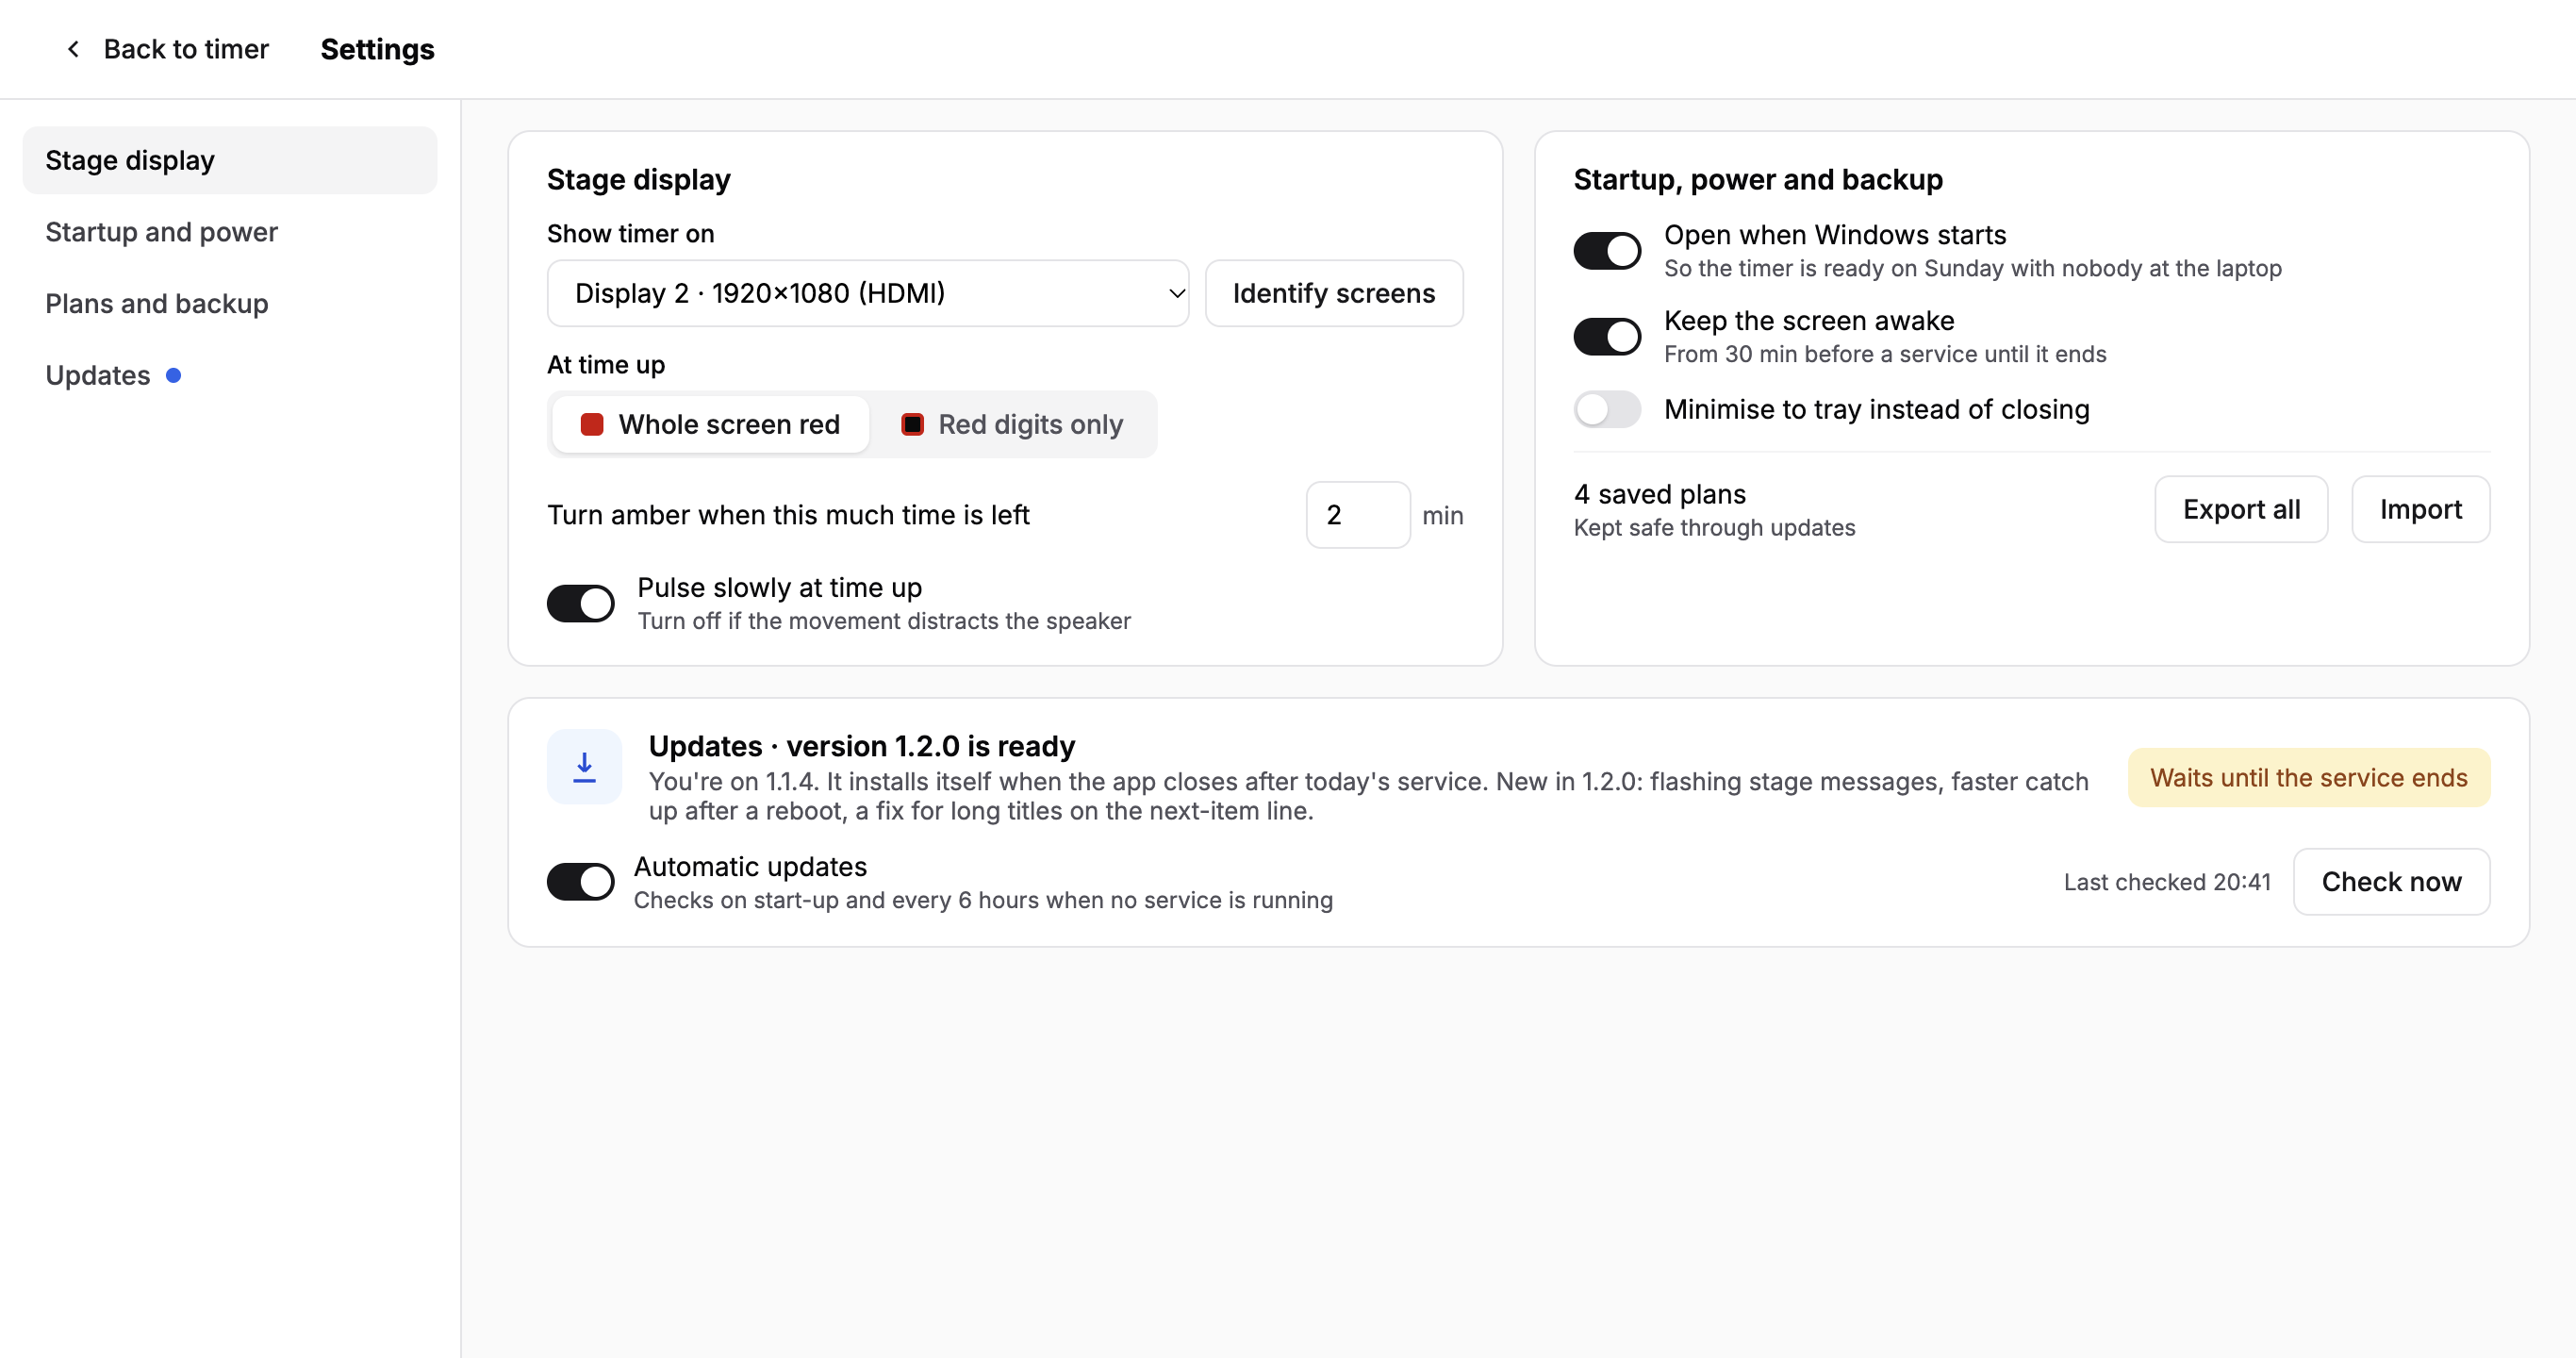 Back to timer
Settings
Stage display
Startup and power
Plans and backup
Updates
Stage display
Show timer on
Display 2 · 1920×1080 (HDMI)
Identify screens
At time up
Whole screen red
Red digits only
Turn amber when this much time is left
2
min
Pulse slowly at time up
Turn off if the movement distracts the speaker
Startup, power and backup
Open when Windows starts
So the timer is ready on Sunday with nobody at the laptop
Keep the screen awake
From 30 min before a service until it ends
Minimise to tray instead of closing
4 saved plans
Kept safe through updates
Export all
Import
Updates · version 1.2.0 is ready
You're on 1.1.4. It installs itself when the app closes after today's service. New in 1.2.0: flashing stage messages, faster catch
up after a reboot, a fix for long titles on the next-item line.
Waits until the service ends
Automatic updates
Checks on start-up and every 6 hours when no service is running
Last checked 20:41
Check now